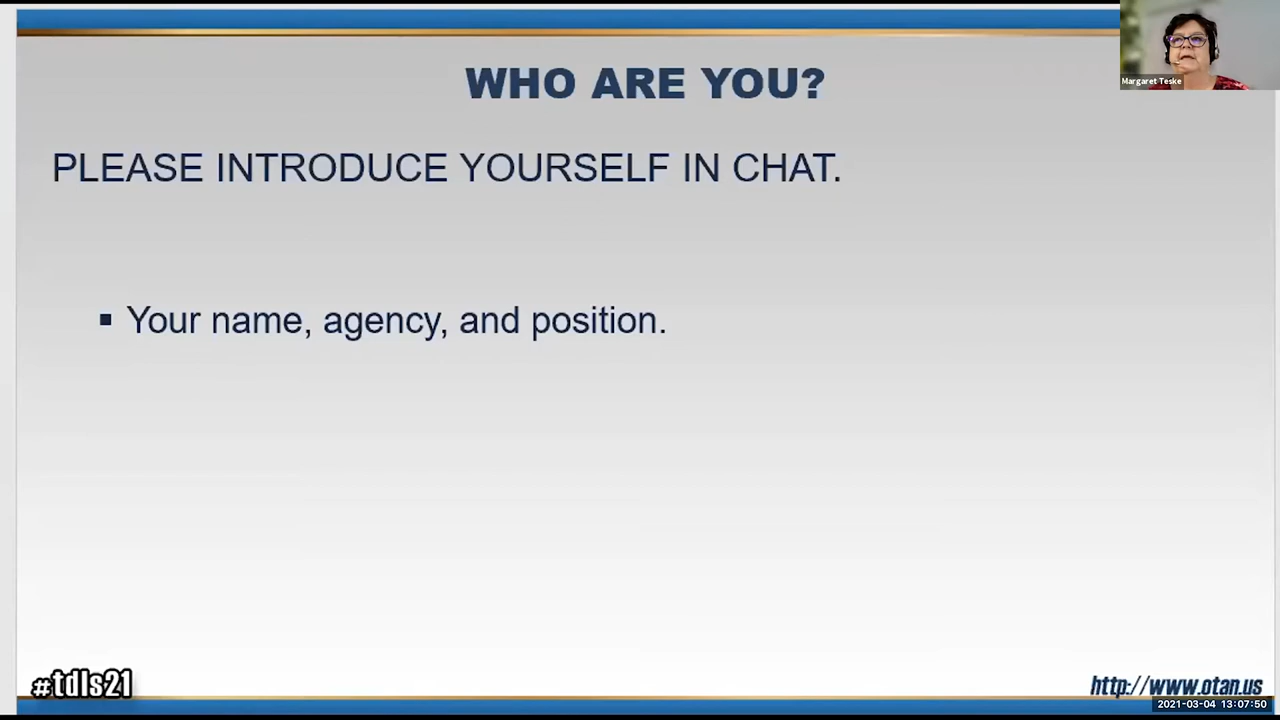 WHO ARE YOU?
Margaret Teske
PLEASE INTRODUCE YOURSELF IN CHAT.
▪ Your name, agency, and position.
#tdls21
http://www.otan.us
2021-03-04 13:07:50